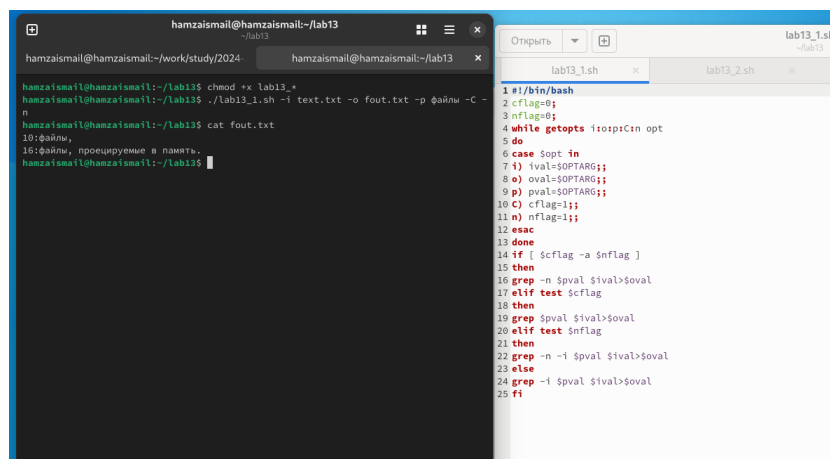 hamzaismail@hamzaismail:~/lab13
~/lab13
hamzaismail@hamzaismail:~/work/study/2024-
hamzaismail@hamzaismail:~/lab13
hamzaismail@hamzaismail:~/lab13$ chmod +x lab13_*
hamzaismail@hamzaismail:~/lab13$ ./lab13_1.sh -i text.txt -o fout.txt -p файлы -C -
n
hamzaismail@hamzaismail:~/lab13$ cat fout.txt
10:файлы,
16:файлы, проецируемые в память.
hamzaismail@hamzaismail:~/lab13$
Открыть
lab13_1.sh
~/lab13
lab13_1.sh
lab13_2.sh
1 #!/bin/bash
2 cflag=0;
3 nflag=0;
4 while getopts i:o:p:C:n opt
5 do
6 case $opt in
7 i) ival=$OPTARG;;
8 o) oval=$OPTARG;;
9 p) pval=$OPTARG;;
10 C) cflag=1;;
11 n) nflag=1;;
12 esac
13 done
14 if [ $cflag -a $nflag ]
15 then
16 grep -n $pval $ival>$oval
17 elif test $cflag
18 then
19 grep $pval $ival>$oval
20 elif test $nflag
21 then
22 grep -n -i $pval $ival>$oval
23 else
24 grep -i $pval $ival>$oval
25 fi